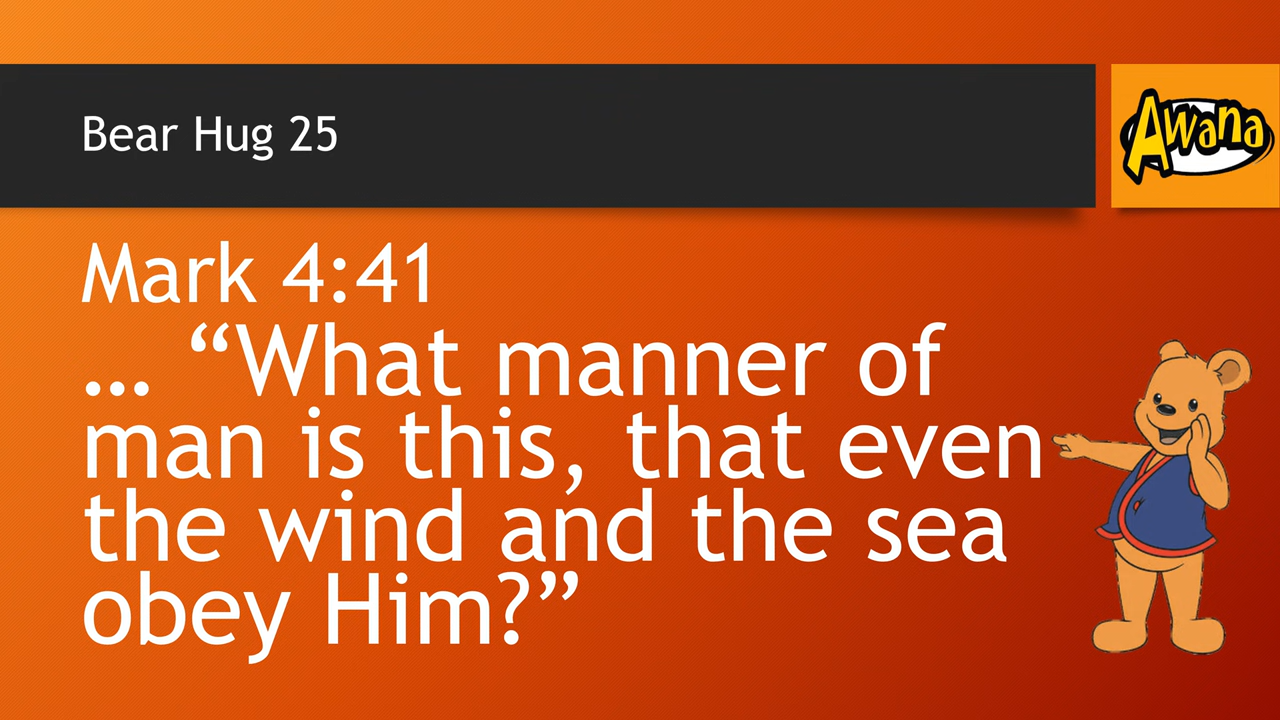 Bear Hug 25
Awana
Mark 4:41
… “What manner of
man is this, that even
the wind and the sea
obey Him?”